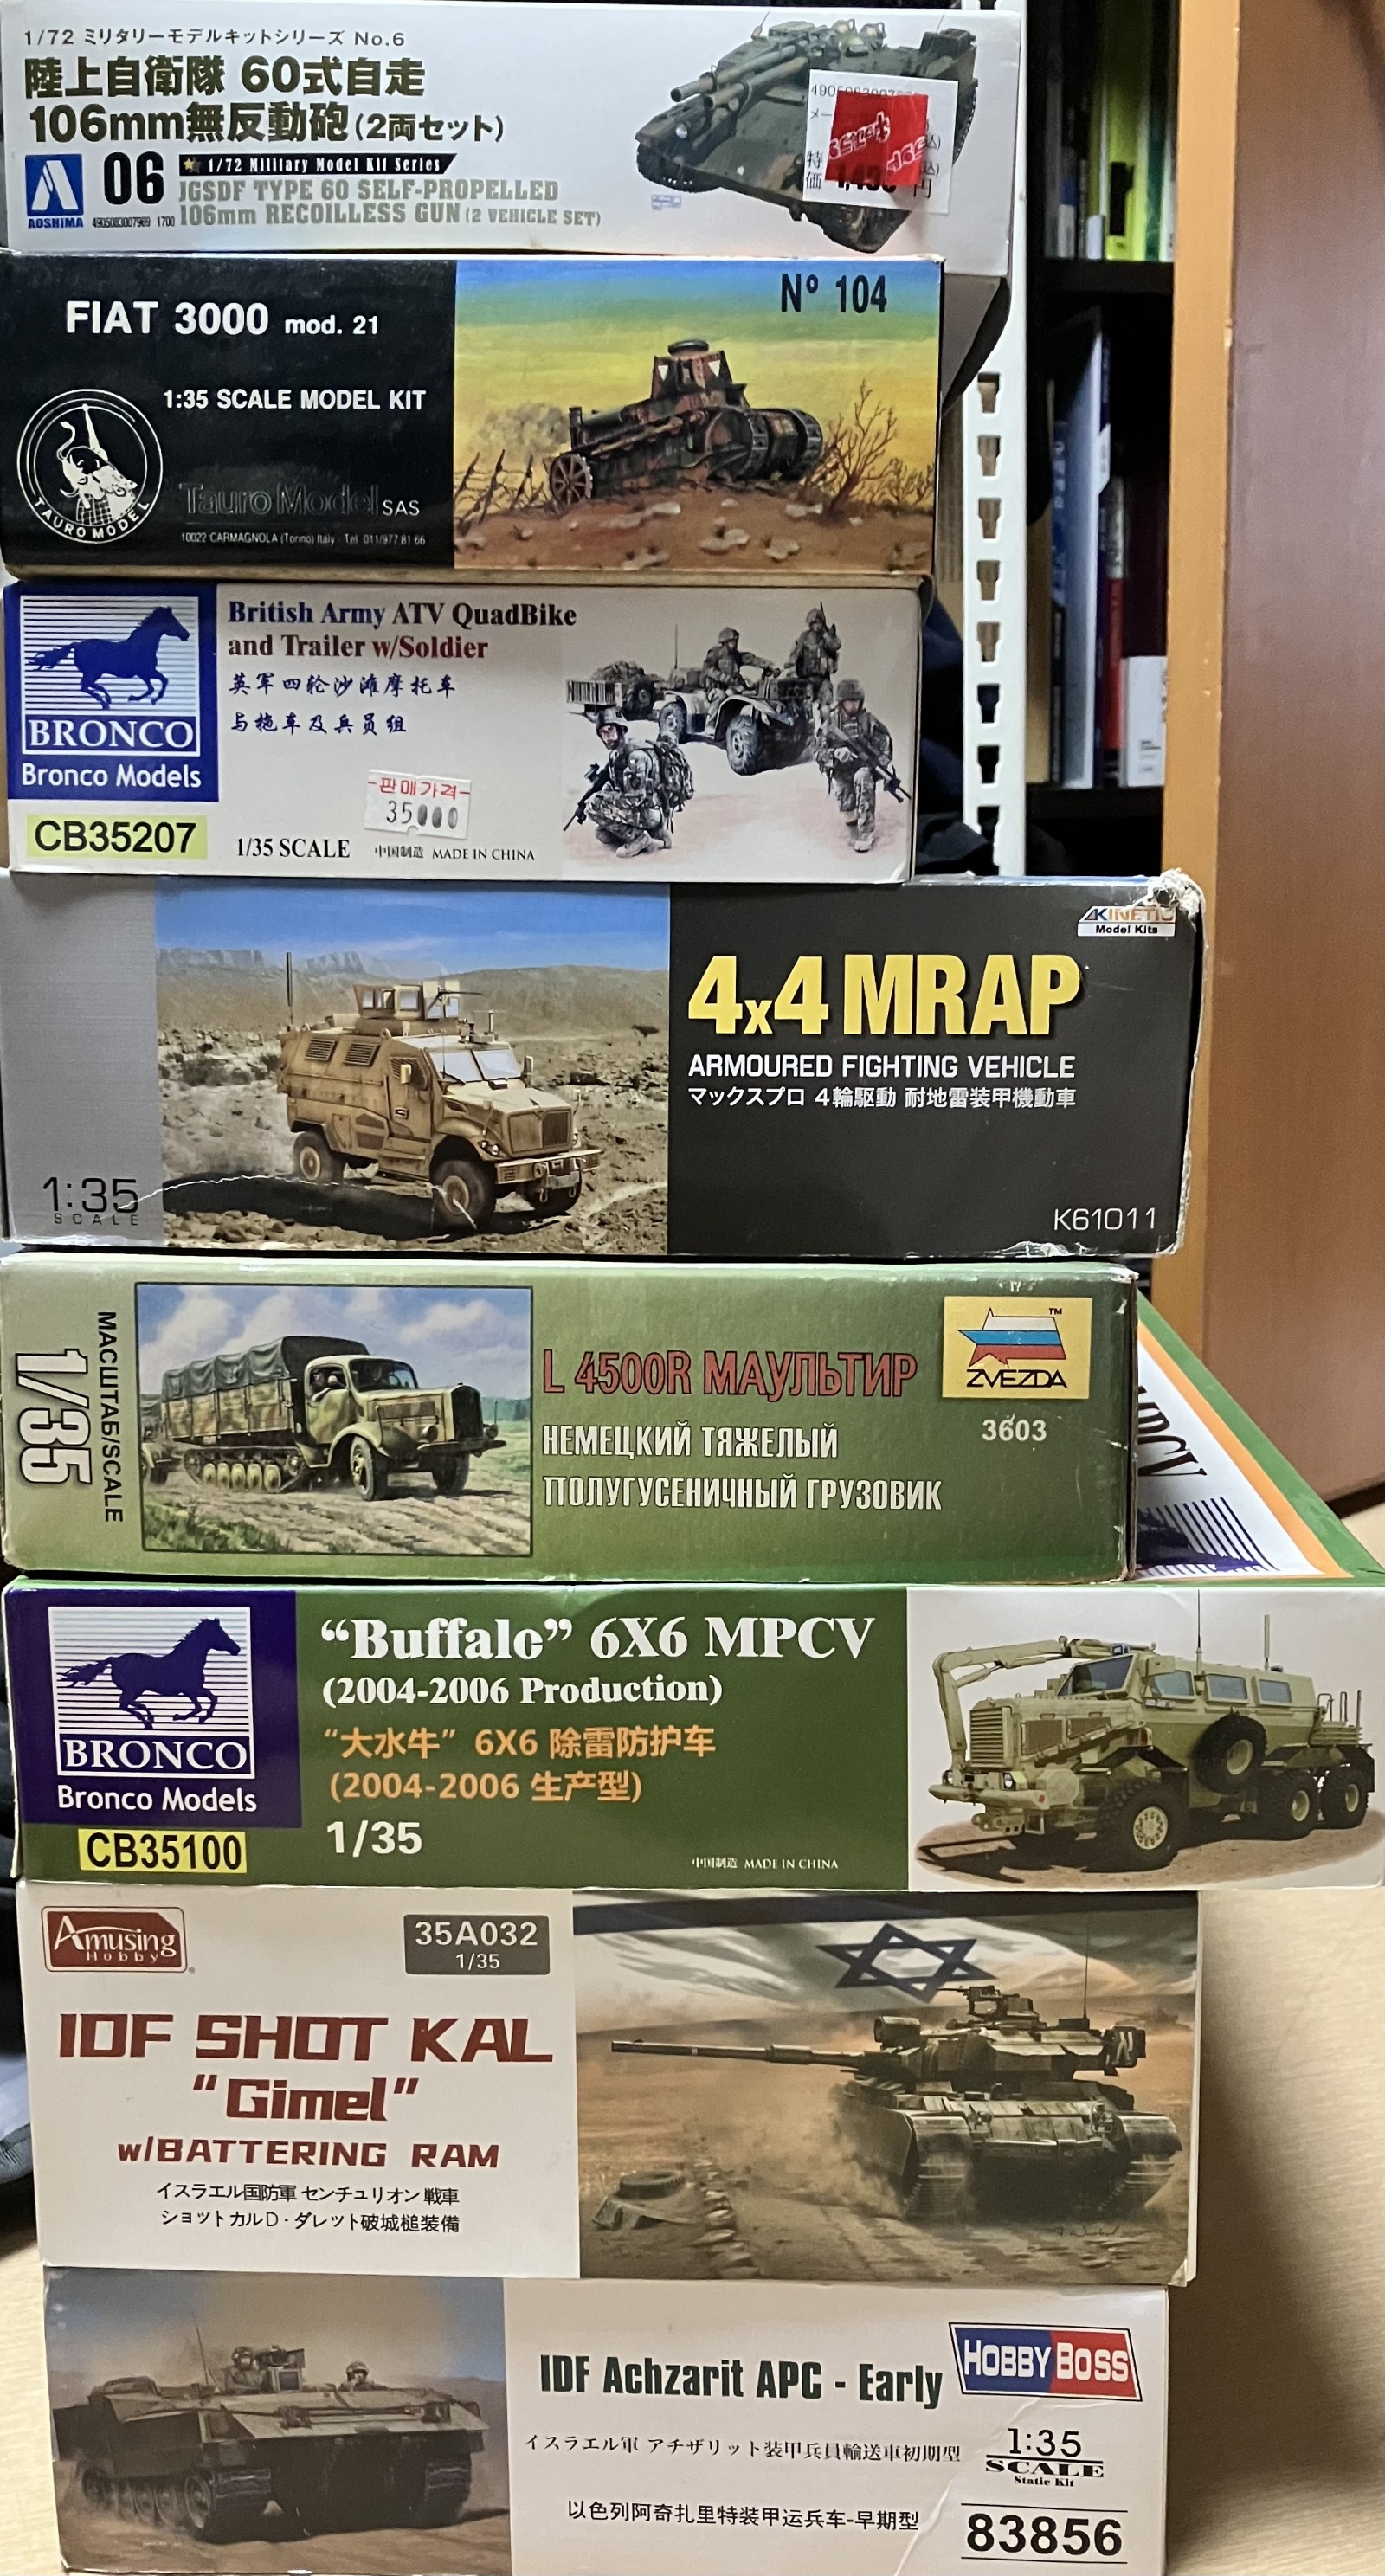 1/72 ミリタリーモデルキットシリーズ No.6
陸上自衛隊 60式自走
106mm無反動砲(2両セット)
AOSHIMA
06
4905083007969 1700
1/72 Military Model Kit Series
JGSDF TYPE 60 SELF-PROPELLED
106mm RECOILLESS GUN (2 VEHICLE SET)
特
価
円
FIAT 3000 mod. 21
1:35 SCALE MODEL KIT
TAURO MODEL
Tauro Model SAS
10022 CARMAGNOLA (Torino) Italy - Tel. 011/977 81 66
N° 104
BRONCO
Bronco Models
CB35207
British Army ATV QuadBike
and Trailer w/Soldier
英军四轮沙滩摩托车
与拖车及兵员组
판매가격
35000
1/35 SCALE
中国制造 MADE IN CHINA
KINETIC
Model Kits
4x4 MRAP
ARMOURED FIGHTING VEHICLE
マックスプロ 4輪駆動 耐地雷装甲機動車
1:35
SCALE
K61011
МАСШТАБ/SCALE
1/35
L 4500R МАУЛЬТИР
НЕМЕЦКИЙ ТЯЖЕЛЫЙ
ПОЛУГУСЕНИЧНЫЙ ГРУЗОВИК
TM
ZVEZDA
3603
MPCV
BRONCO
Bronco Models
CB35100
“Buffalo” 6X6 MPCV
(2004-2006 Production)
“大水牛” 6X6 除雷防护车
(2004-2006 生产型)
1/35
中国制造 MADE IN CHINA
Amusing
Hobby
35A032
1/35
IDF SHOT KAL
“Gimel”
w/BATTERING RAM
イスラエル国防軍 センチュリオン 戦車
ショットカルD・ダレット破城槌装備
IDF Achzarit APC - Early
HOBBY BOSS
イスラエル軍 アチザリット装甲兵員輸送車初期型
1:35
SCALE
Static Kit
以色列阿奇扎里特装甲运兵车-早期型
83856